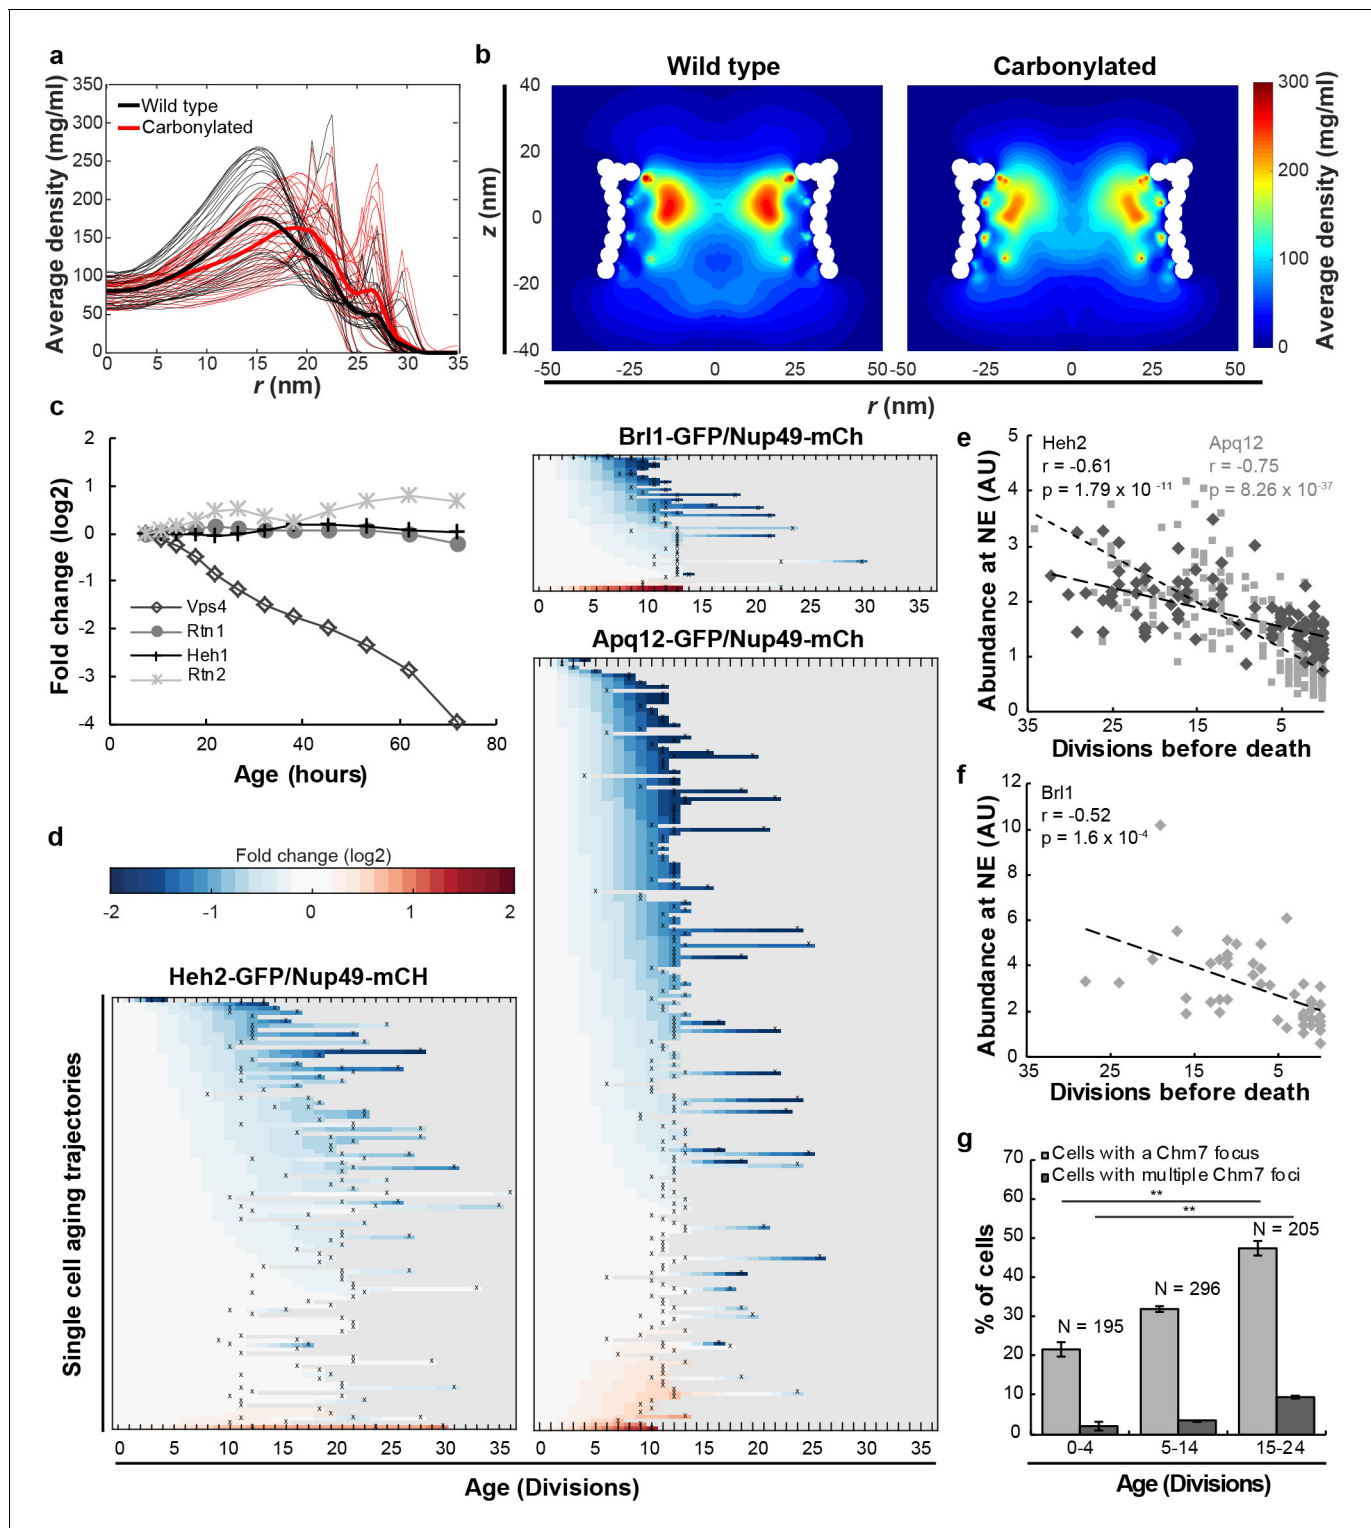 a
Average density (mg/ml)
350
300
250
200
150
100
50
0
Wild type
Carbonylated
0 5 10 15 20 25 30 35
r (nm)
b
Wild type
Carbonylated
z (nm)
40
20
0
-20
-40
-50 -25 0 25 50
-50 -25 0 25 50
r (nm)
300
200
100
0
Average density (mg/ml)
c
Fold change (log2)
2
1
0
-1
-2
-3
-4
Vps4
Rtn1
Heh1
Rtn2
0 20 40 60 80
Age (hours)
d
Fold change (log2)
-2 -1 0 1 2
Heh2-GFP/Nup49-mCH
Single cell aging trajectories
0 5 10 15 20 25 30 35
Brl1-GFP/Nup49-mCh
0 5 10 15 20 25 30 35
Apq12-GFP/Nup49-mCh
0 5 10 15 20 25 30 35
Age (Divisions)
e
Abundance at NE (AU)
5
4
3
2
1
0
Heh2
r = -0.61
p = 1.79 x 10 -11
Apq12
r = -0.75
p = 8.26 x 10-37
35 25 15 5
Divisions before death
f
Abundance at NE (AU)
12
10
8
6
4
2
0
Brl1
r = -0.52
p = 1.6 x 10-4
35 25 15 5
Divisions before death
g
Cells with a Chm7 focus
Cells with multiple Chm7 foci
% of cells
70
60
50
40
30
20
10
0
**
**
N = 195
N = 296
N = 205
0-4 5-14 15-24
Age (Divisions)